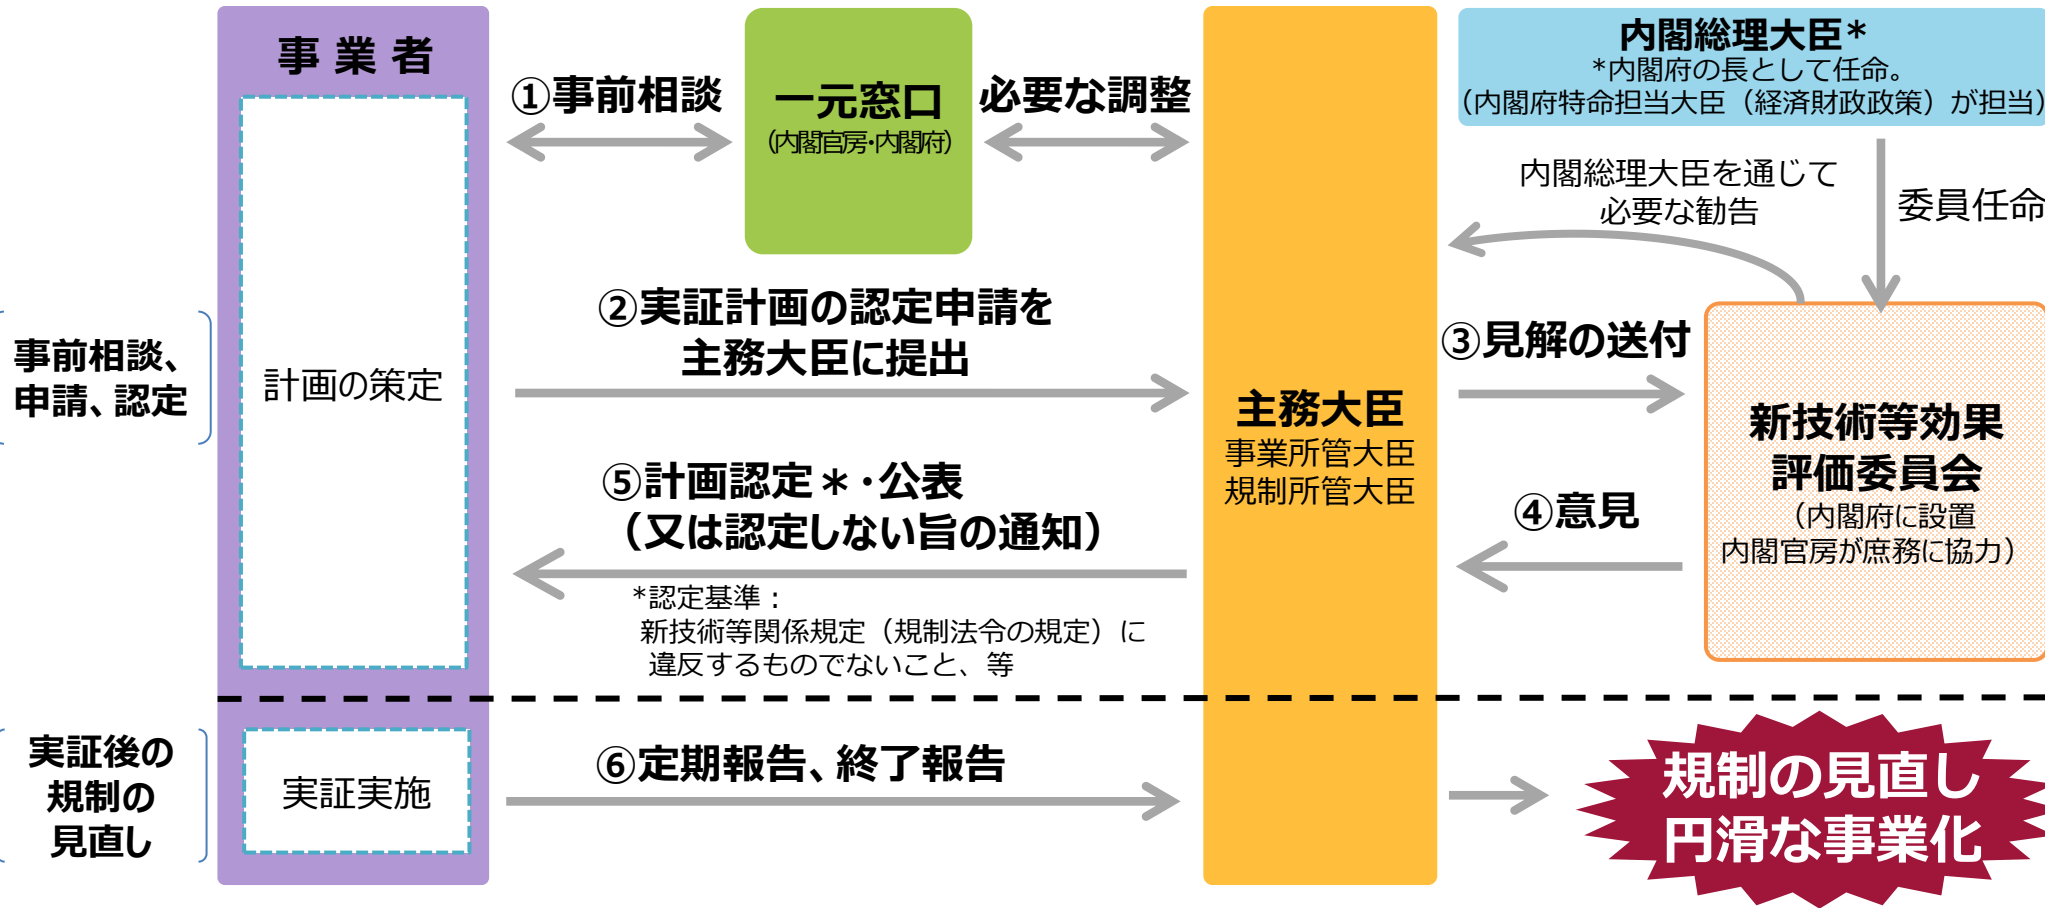 事業者
①事前相談
一元窓口
（内閣官房・内閣府）
必要な調整
内閣総理大臣*
*内閣府の長として任命。
（内閣府特命担当大臣（経済財政政策）が担当）
内閣総理大臣を通じて
必要な勧告
委員任命
事前相談、
申請、認定
計画の策定
②実証計画の認定申請を
主務大臣に提出
主務大臣
事業所管大臣
規制所管大臣
③見解の送付
④意見
新技術等効果
評価委員会
（内閣府に設置
内閣官房が庶務に協力）
⑤計画認定＊・公表
（又は認定しない旨の通知）
*認定基準：
新技術等関係規定（規制法令の規定）に
違反するものでないこと、等
実証後の
規制の
見直し
実証実施
⑥定期報告、終了報告
規制の見直し
円滑な事業化